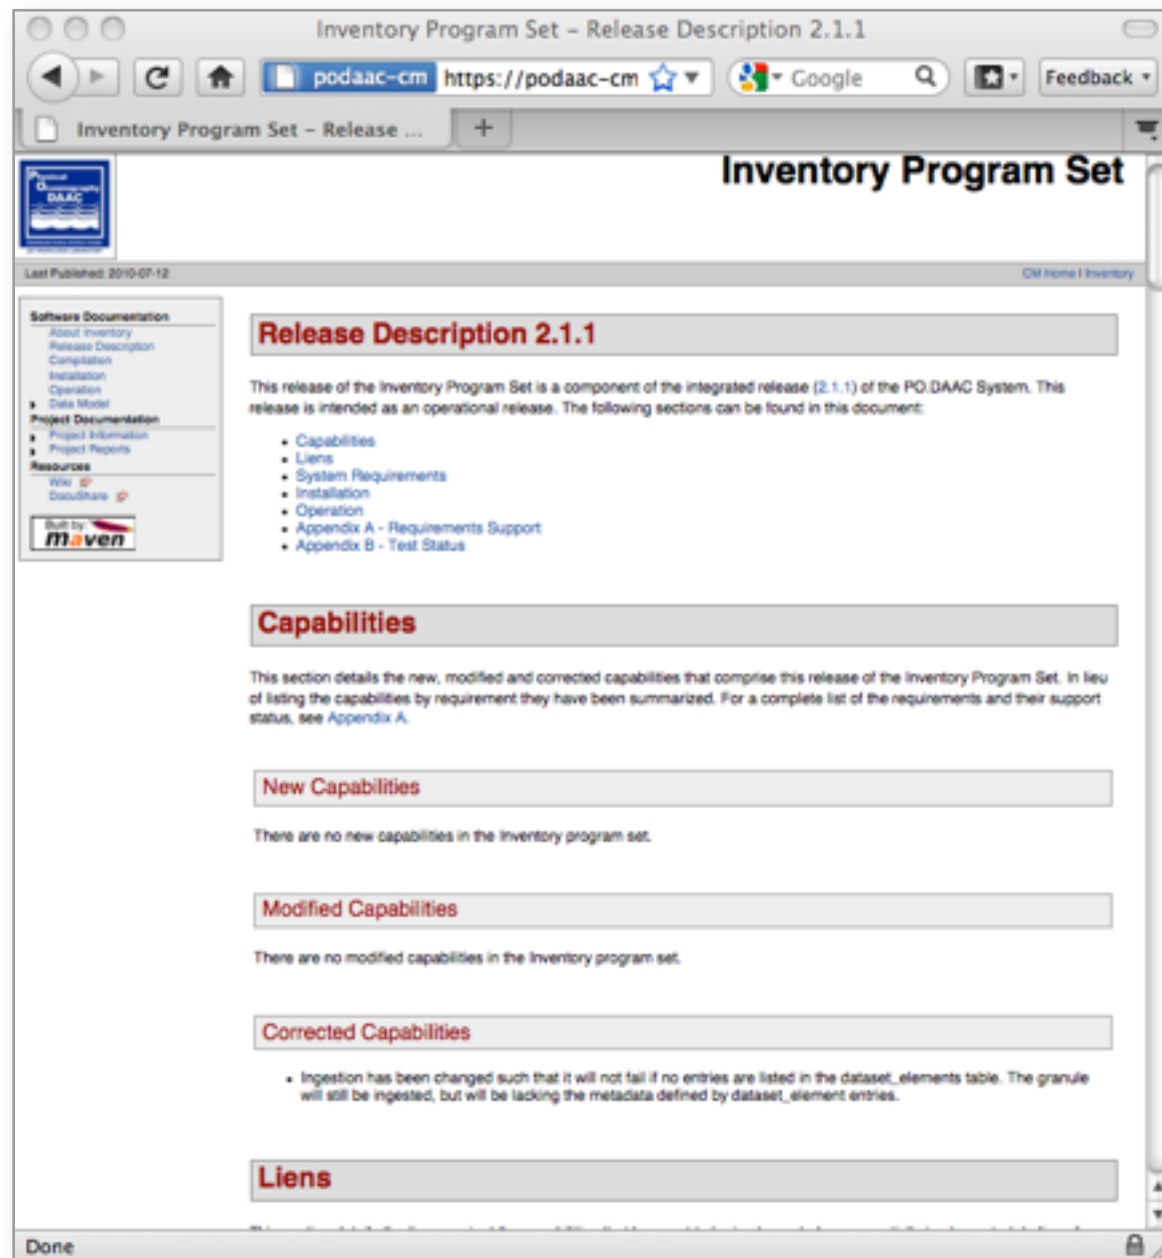 Inventory Program Set – Release Description 2.1.1
podaac-cm https://podaac-cm Google Feedback
Inventory Program Set – Release ... +
Physical
Oceanography
DAAC
Inventory Program Set
Last Published: 2010-07-12
CM Home | Inventory
Software Documentation
About Inventory
Release Description
Compilation
Installation
Operation
Data Model
Project Documentation
Project Information
Project Reports
Resources
Wiki
DocuShare
Built by:
maven
Release Description 2.1.1
This release of the Inventory Program Set is a component of the integrated release (2.1.1) of the PO.DAAC System. This
release is intended as an operational release. The following sections can be found in this document:
• Capabilities
• Liens
• System Requirements
• Installation
• Operation
• Appendix A - Requirements Support
• Appendix B - Test Status
Capabilities
This section details the new, modified and corrected capabilities that comprise this release of the Inventory Program Set. In lieu
of listing the capabilities by requirement they have been summarized. For a complete list of the requirements and their support
status, see Appendix A.
New Capabilities
There are no new capabilities in the Inventory program set.
Modified Capabilities
There are no modified capabilities in the Inventory program set.
Corrected Capabilities
• Ingestion has been changed such that it will not fail if no entries are listed in the dataset_elements table. The granule
will still be ingested, but will be lacking the metadata defined by dataset_element entries.
Liens
Done